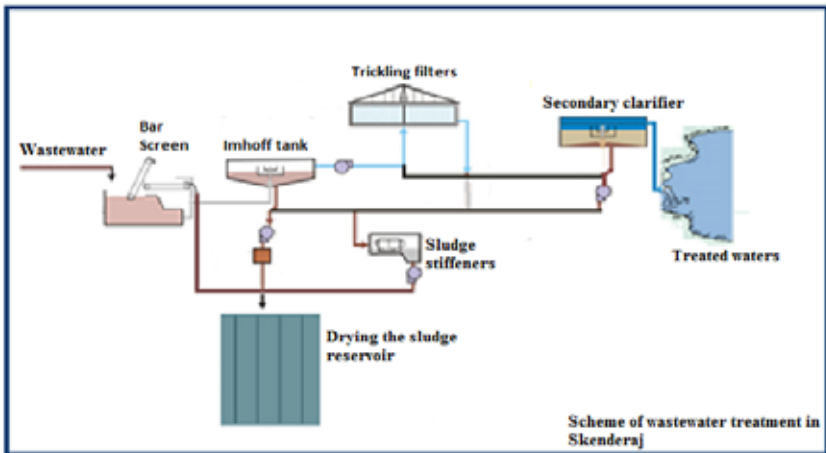 Trickling filters
Secondary clarifier
Bar
Screen
Wastewater
Imhoff tank
Sludge
stiffeners
Treated waters
Drying the sludge
reservoir
Scheme of wastewater treatment in
Skenderaj